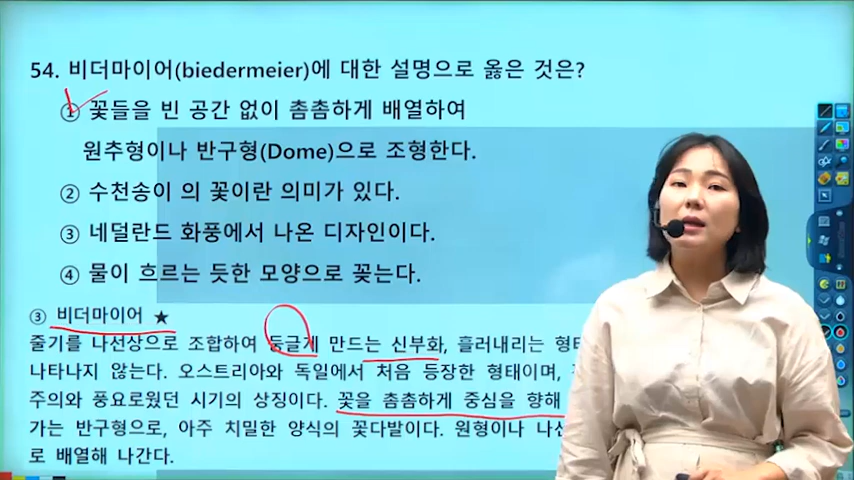 54. 비더마이어(biedermeier)에 대한 설명으로 옳은 것은?
① 꽃들을 빈 공간 없이 촘촘하게 배열하여
원추형이나 반구형(Dome)으로 조형한다.
② 수천송이 의 꽃이란 의미가 있다.
③ 네덜란드 화풍에서 나온 디자인이다.
④ 물이 흐르는 듯한 모양으로 꽂는다.
③ 비더마이어 ★
줄기를 나선상으로 조합하여 둥글게 만드는 신부화, 흘러내리는 형
나타나지 않는다. 오스트리아와 독일에서 처음 등장한 형태이며,
주의와 풍요로웠던 시기의 상징이다. 꽃을 촘촘하게 중심을 향해
가는 반구형으로, 아주 치밀한 양식의 꽃다발이다. 원형이나 나선
로 배열해 나간다.